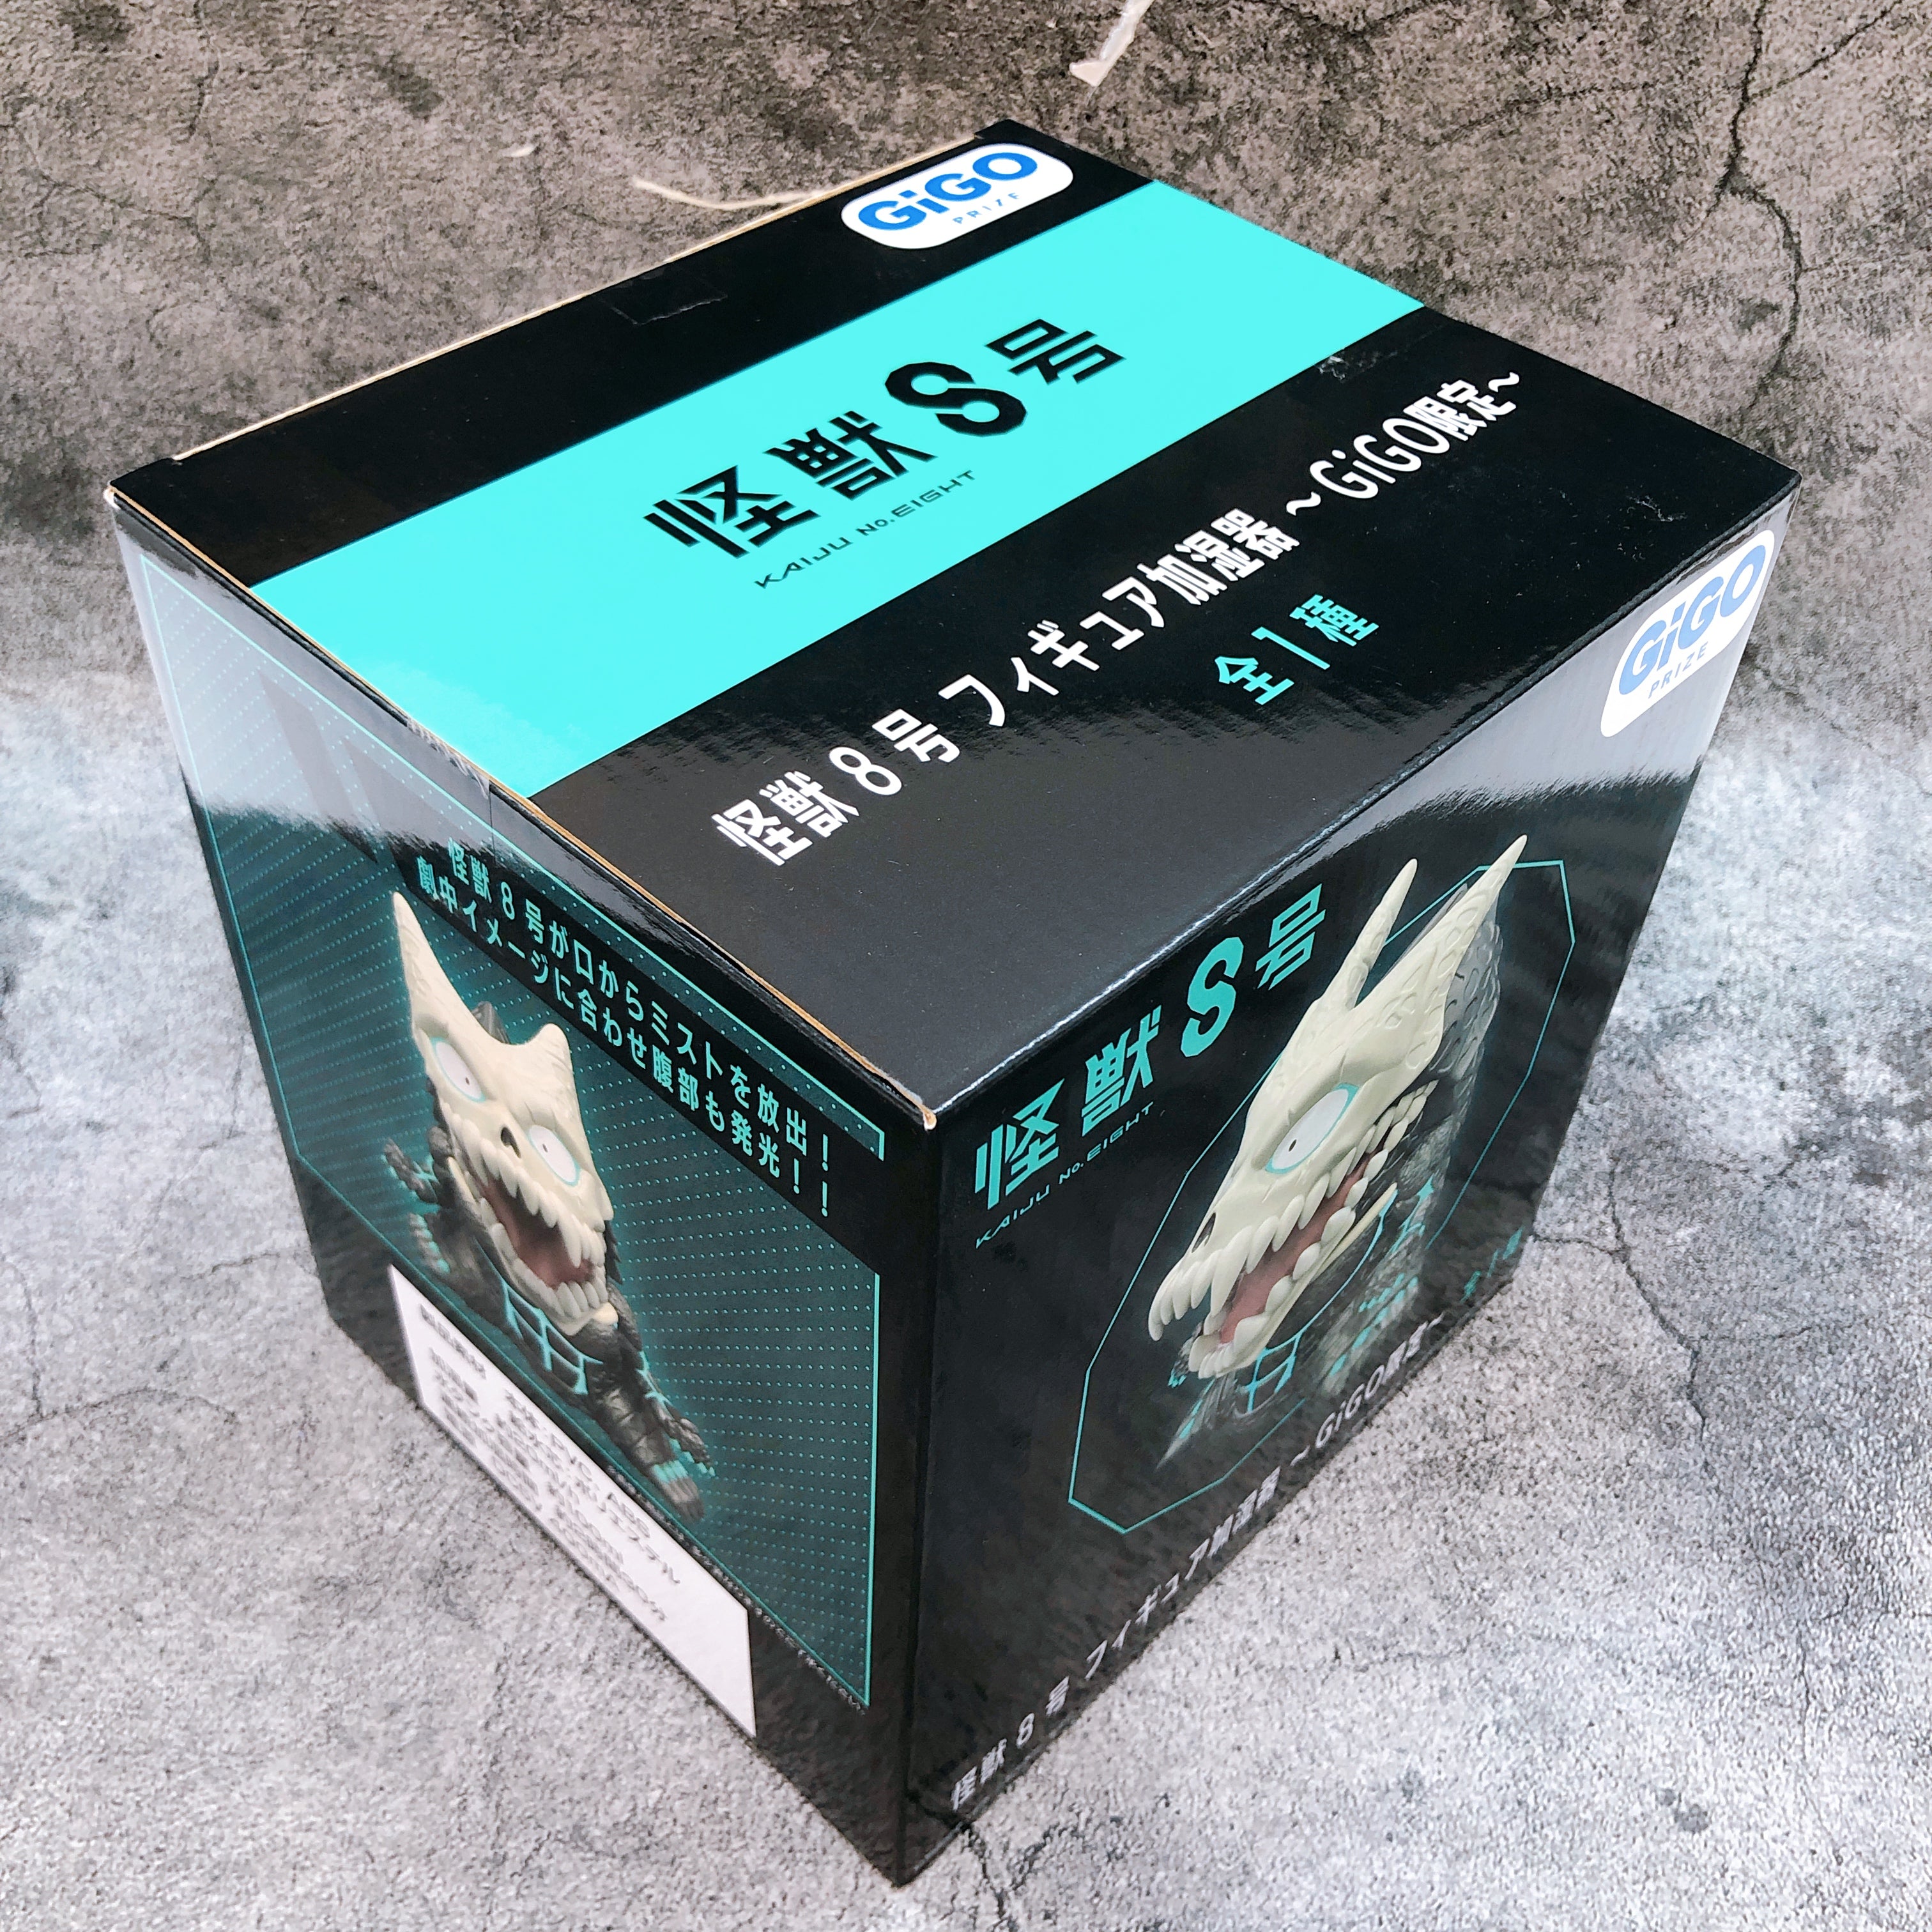 GiGO
PRIZE
怪獣8号
KAIJU No.EIGHT
怪獣8号 フィギュア加湿器 ～GiGO限定～
全1種
GiGO
PRIZE
怪獣8号
KAIJU No.EIGHT
全1種
怪獣8号 フィギュア加湿器 ～GiGO限定～
怪獣8号が口からミストを放出！
劇中イメージに合わせ腹部も発光！！